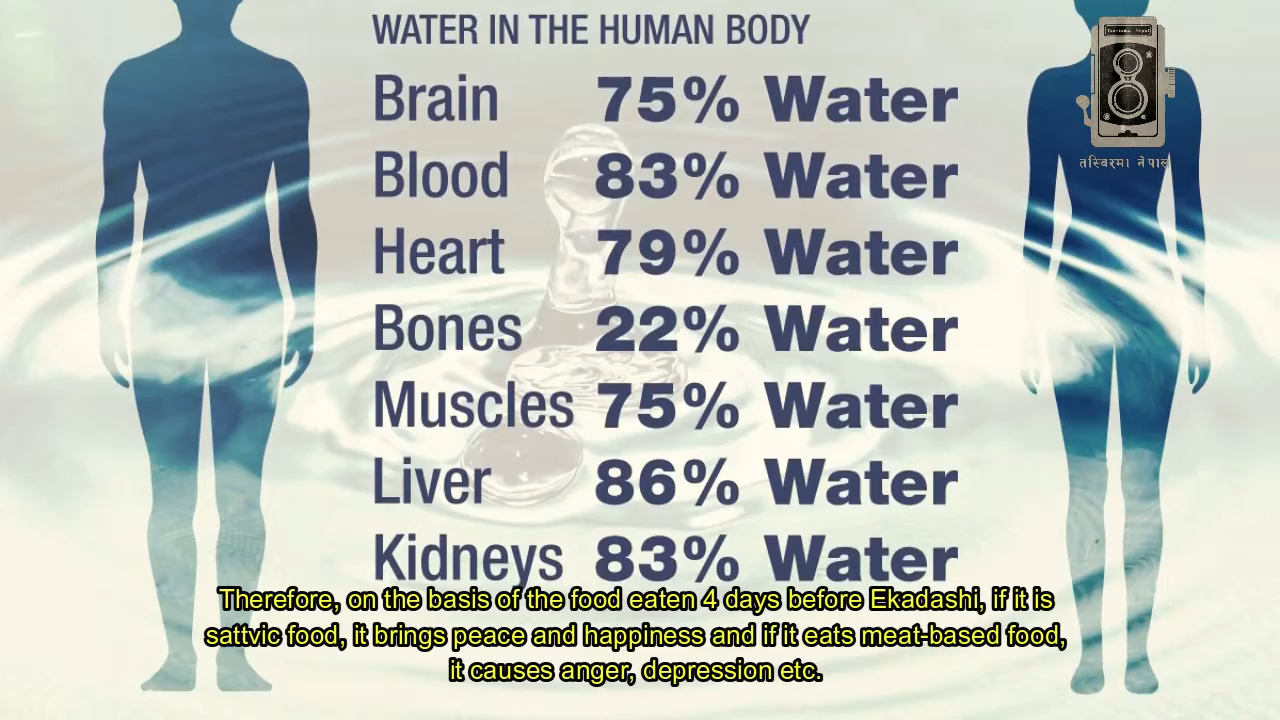 WATER IN THE HUMAN BODY
Brain 75% Water
Blood 83% Water
Heart 79% Water
Bones 22% Water
Muscles 75% Water
Liver 86% Water
Kidneys 83% Water
तस्बिरमा नेपाल
Therefore, on the basis of the food eaten 4 days before Ekadashi, if it is
sattvic food, it brings peace and happiness and if it eats meat-based food,
it causes anger, depression etc.